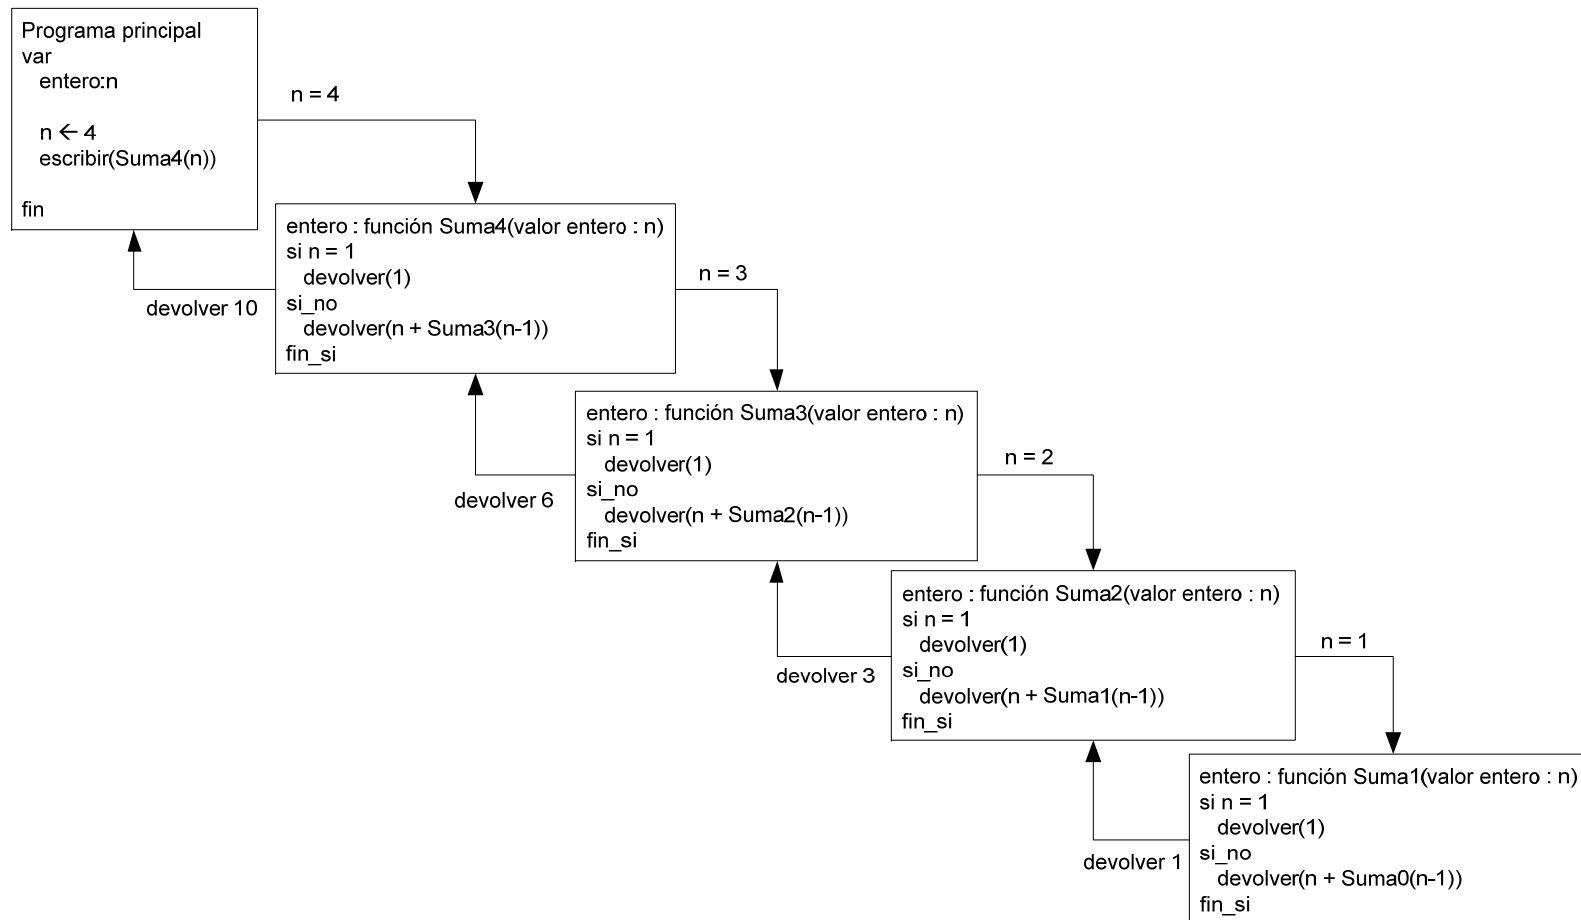 Programa principal
var
entero:n
n ← 4
escribir(Suma4(n))
fin
n = 4
devolver 10
entero : función Suma4(valor entero : n)
si n = 1
devolver(1)
si_no
devolver(n + Suma3(n-1))
fin_si
n = 3
devolver 6
entero : función Suma3(valor entero : n)
si n = 1
devolver(1)
si_no
devolver(n + Suma2(n-1))
fin_si
n = 2
devolver 3
entero : función Suma2(valor entero : n)
si n = 1
devolver(1)
si_no
devolver(n + Suma1(n-1))
fin_si
n = 1
devolver 1
entero : función Suma1(valor entero : n)
si n = 1
devolver(1)
si_no
devolver(n + Suma0(n-1))
fin_si